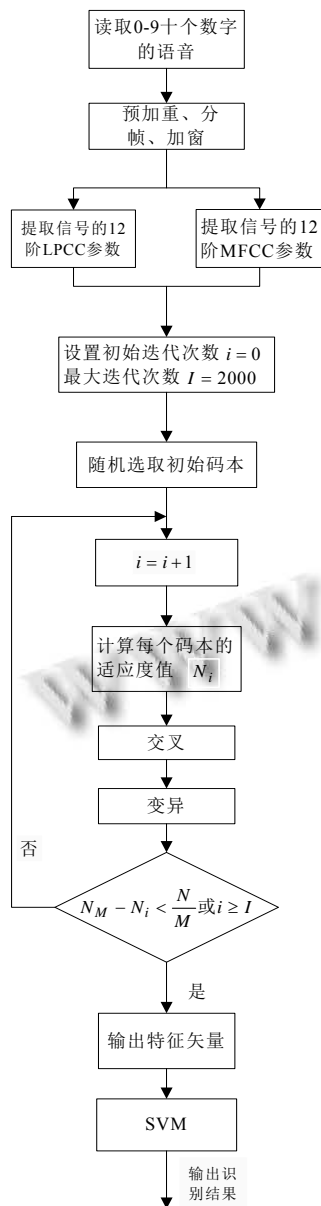 读取0-9十个数字
的语音
预加重、分
帧、加窗
提取信号的12
阶LPCC参数
提取信号的12
阶MFCC参数
设置初始迭代次数 i = 0
最大迭代次数 I = 2000
随机选取初始码本
i = i + 1
计算每个码本的
适应度值 N_i
交叉
变异
否
N_M − N_i < N/M 或 i ≥ I
是
输出特征矢量
SVM
输出识
别结果
www